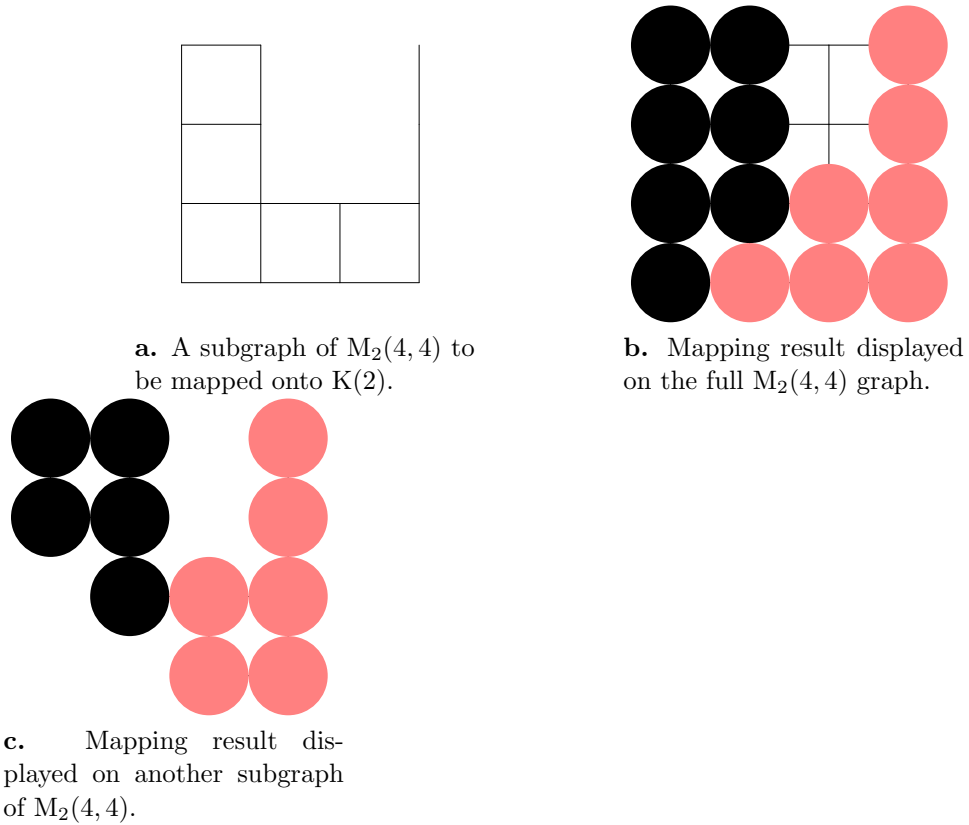 a. A subgraph of M₂(4, 4) to
be mapped onto K(2).
b. Mapping result displayed
on the full M₂(4, 4) graph.
c. Mapping result dis-
played on another subgraph
of M₂(4, 4).